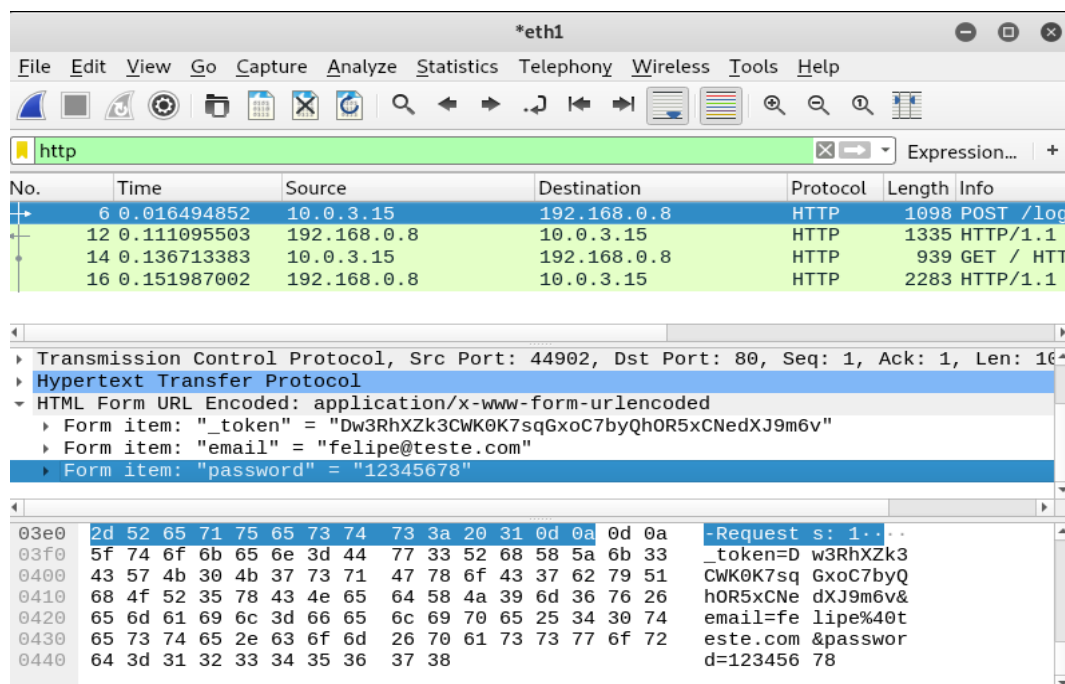 *eth1
File Edit View Go Capture Analyze Statistics Telephony Wireless Tools Help
http Expression... +
No. Time Source Destination Protocol Length Info
6 0.016494852 10.0.3.15 192.168.0.8 HTTP 1098 POST /log
12 0.111095503 192.168.0.8 10.0.3.15 HTTP 1335 HTTP/1.1
14 0.136713383 10.0.3.15 192.168.0.8 HTTP 939 GET / HTT
16 0.151987002 192.168.0.8 10.0.3.15 HTTP 2283 HTTP/1.1
Transmission Control Protocol, Src Port: 44902, Dst Port: 80, Seq: 1, Ack: 1, Len: 10
Hypertext Transfer Protocol
HTML Form URL Encoded: application/x-www-form-urlencoded
Form item: "_token" = "Dw3RhXZk3CWK0K7sqGxoC7byQhOR5xCNedXJ9m6v"
Form item: "email" = "felipe@teste.com"
Form item: "password" = "12345678"
03e0 2d 52 65 71 75 65 73 74 73 3a 20 31 0d 0a 0d 0a -Request s: 1····
03f0 5f 74 6f 6b 65 6e 3d 44 77 33 52 68 58 5a 6b 33 _token=D w3RhXZk3
0400 43 57 4b 30 4b 37 73 71 47 78 6f 43 37 62 79 51 CWK0K7sq GxoC7byQ
0410 68 4f 52 35 78 43 4e 65 64 58 4a 39 6d 36 76 26 hOR5xCNe dXJ9m6v&
0420 65 6d 61 69 6c 3d 66 65 6c 69 70 65 25 34 30 74 email=fe lipe%40t
0430 65 73 74 65 2e 63 6f 6d 26 70 61 73 73 77 6f 72 este.com &passwor
0440 64 3d 31 32 33 34 35 36 37 38 d=123456 78